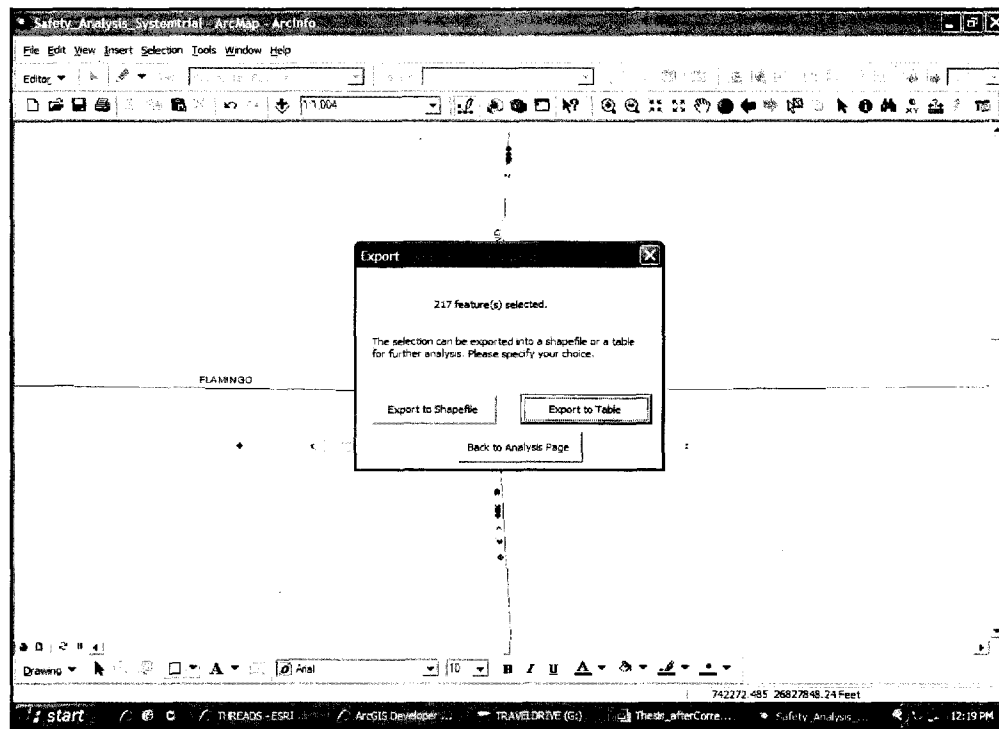 Safety_Analysis_Systemtrial - ArcMap - ArcInfo
File Edit View Insert Selection Tools Window Help
Editor
1:1,004
Export
217 feature(s) selected.
The selection can be exported into a shapefile or a table
for further analysis. Please specify your choice.
FLAMINGO
Export to Shapefile
Export to Table
Back to Analysis Page
Drawing
A
Arial
10
B I U A
742272.485 26827848.24 Feet
start
THREADS - ESRI
ArcGIS Developer ...
TRAVELDRIVE (G:)
Thesis_afterCorre...
Safety_Analysis_...
12:19 PM